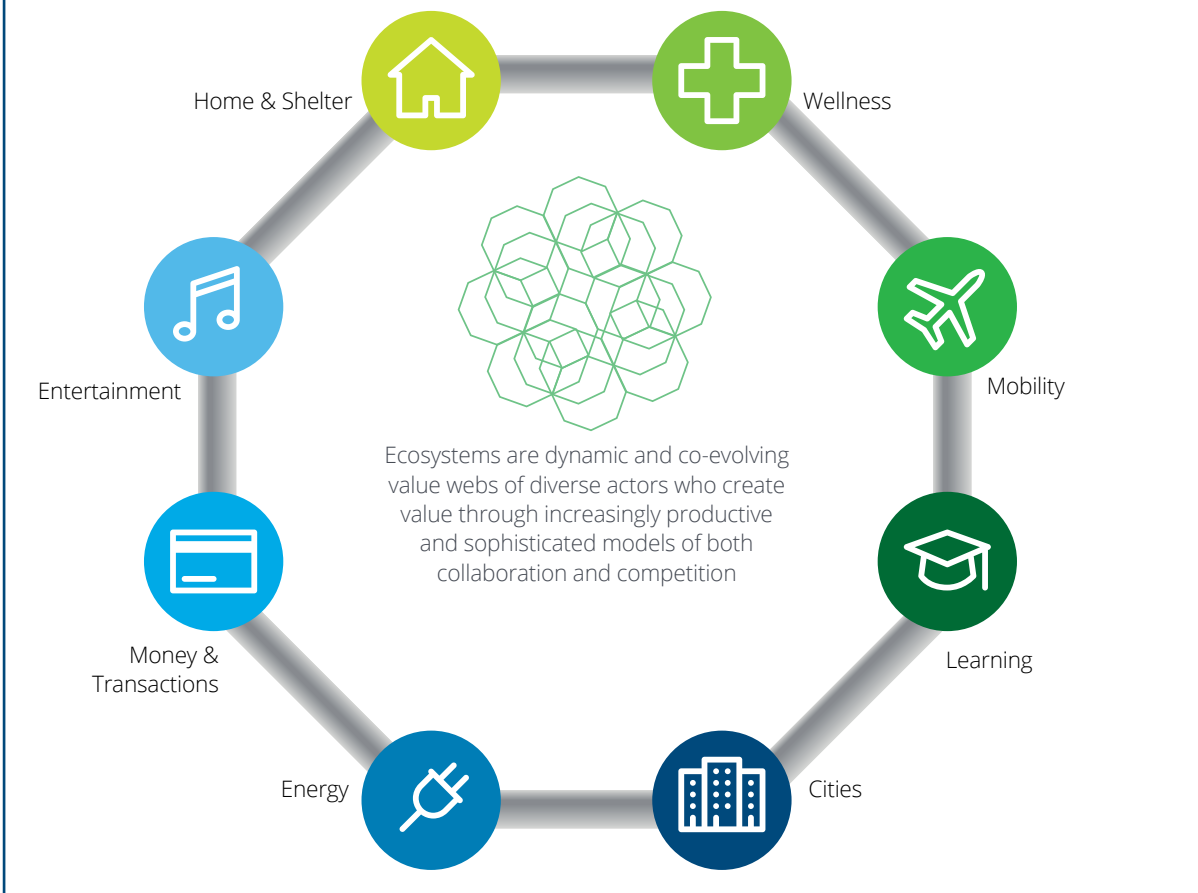 Home & Shelter
Wellness
Entertainment
Mobility
Ecosystems are dynamic and co-evolving
value webs of diverse actors who create
value through increasingly productive
and sophisticated models of both
collaboration and competition
Money &
Transactions
Learning
Energy
Cities